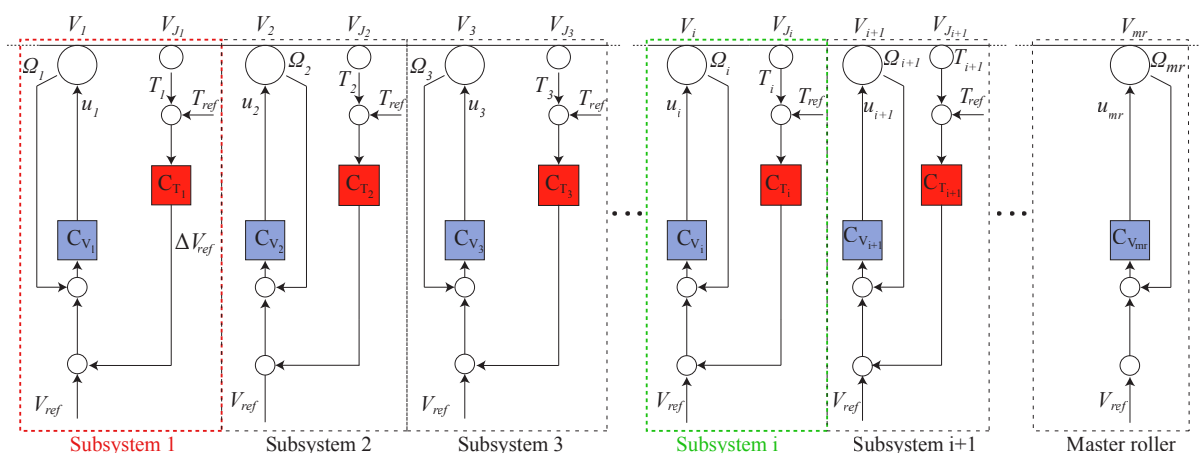 V1 VJ1 V2 VJ2 V3 VJ3 Vi VJi Vi+1 VJi+1 Vmr
Ω1 Ω2 Ω3 Ωi Ωi+1 Ti+1 Ωmr
T1 T2 T3 Ti
u1 Tref u2 Tref u3 Tref ui Tref ui+1 Tref umr
CT1 CT2 CT3 CTi CTi+1
... ...
CV1 ΔVref CV2 CV3 CVi CVi+1 CVmr
Vref Vref Vref Vref Vref Vref
Subsystem 1 Subsystem 2 Subsystem 3 Subsystem i Subsystem i+1 Master roller